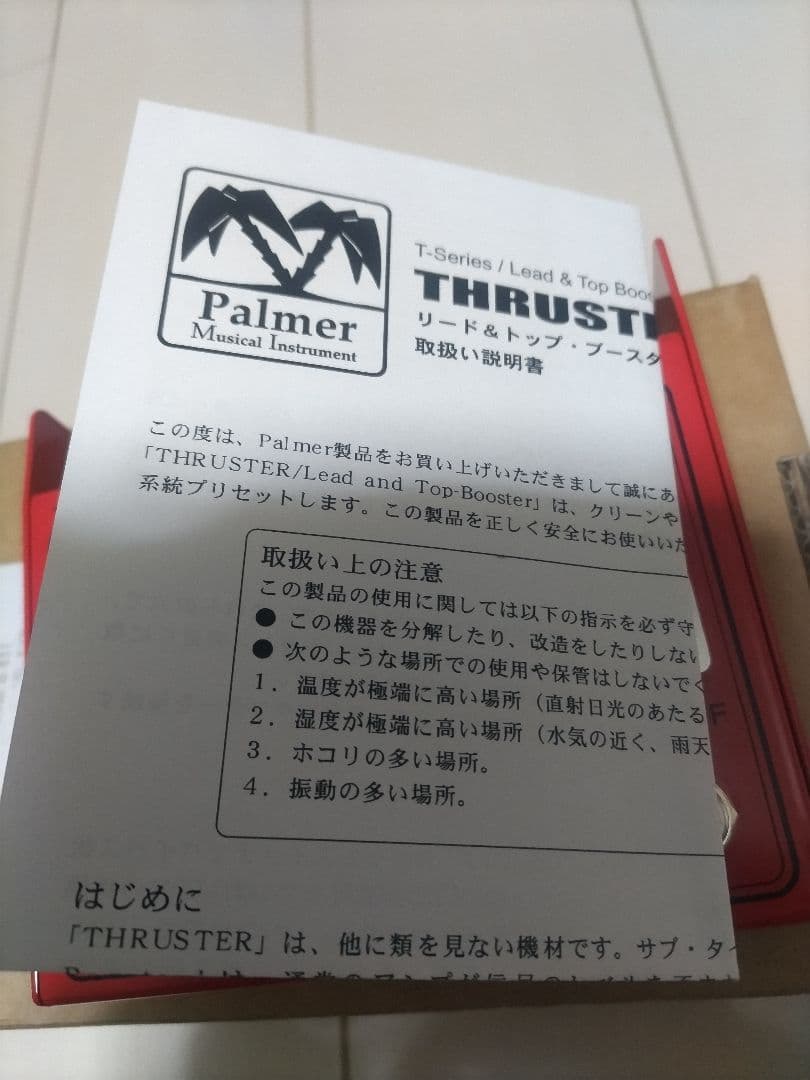 Palmer
Musical Instrument
T-Series / Lead & Top Boos
THRUST
リード＆トップ・ブースタ
取扱い説明書
この度は、Palmer製品をお買い上げいただきまして誠にあ
「THRUSTER/Lead and Top-Booster」は、クリーンや
系統プリセットします。この製品を正しく安全にお使いいた
取扱い上の注意
この製品の使用に関しては以下の指示を必ず守
● この機器を分解したり、改造をしたりしない
● 次のような場所での使用や保管はしないでく
1．温度が極端に高い場所（直射日光のあたる
2．湿度が極端に高い場所（水気の近く、雨天
3．ホコリの多い場所。
4．振動の多い場所。
はじめに
「THRUSTER」は、他に類を見ない機材です。サブ・タイ